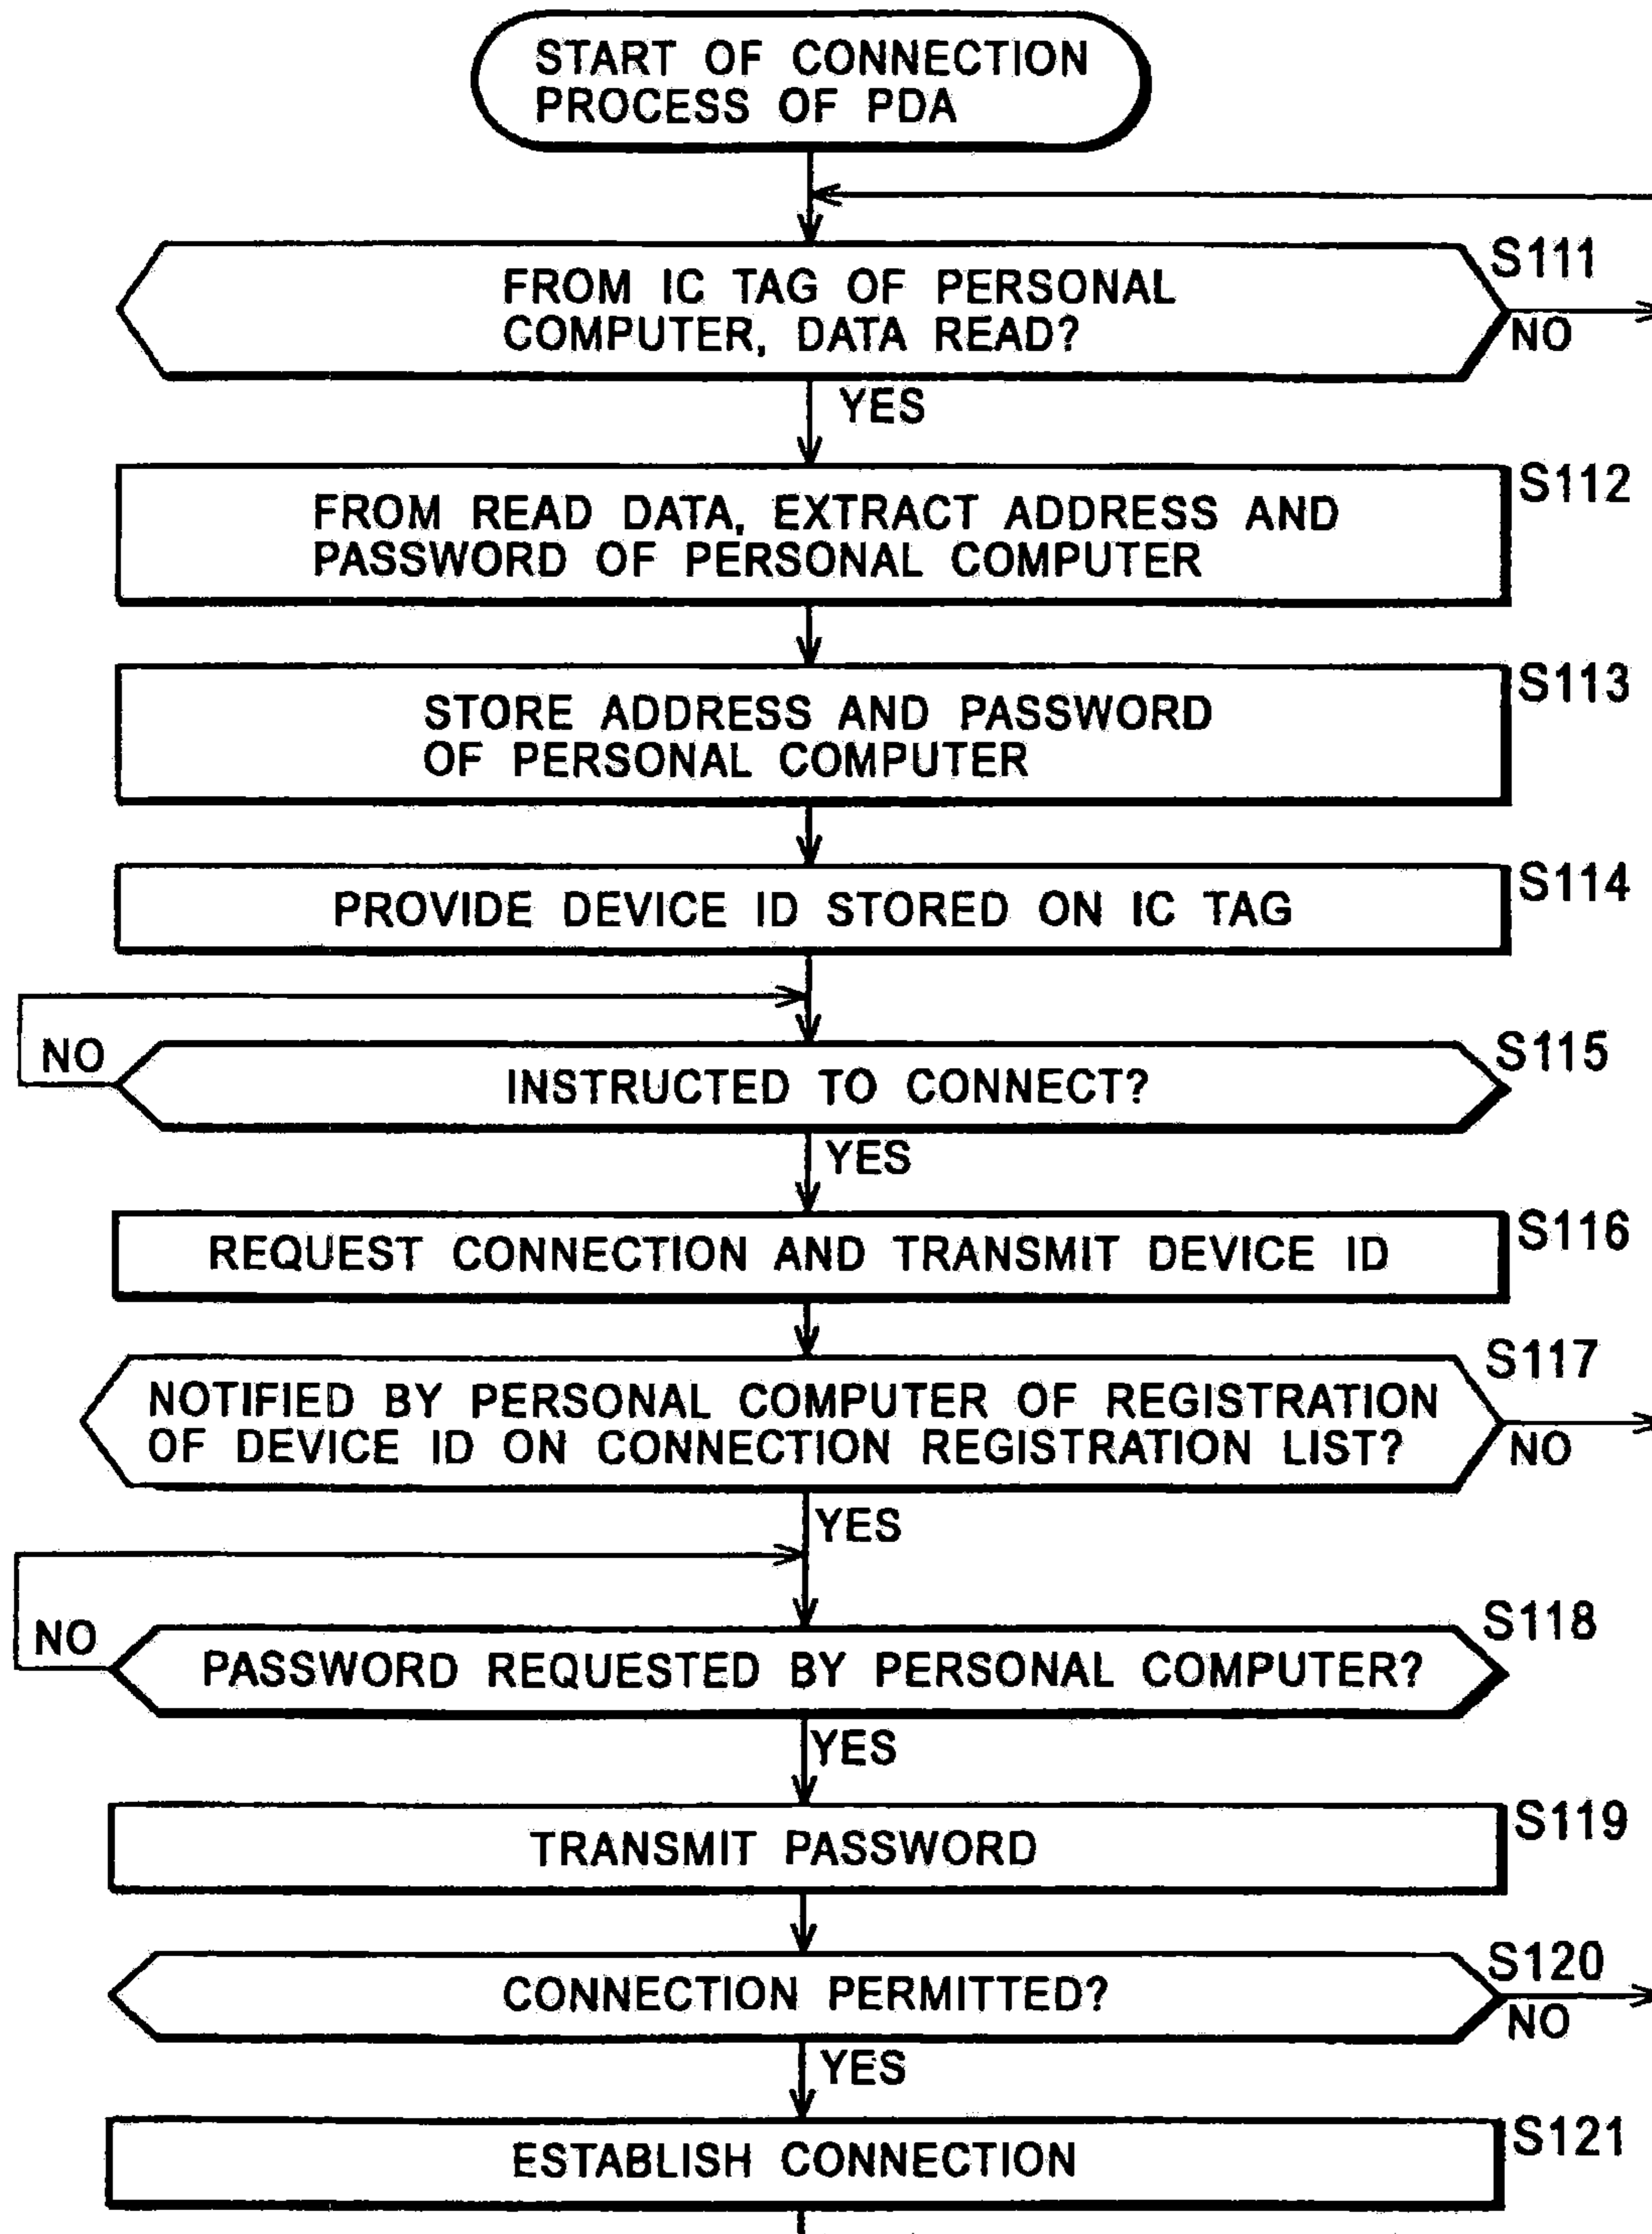 START OF CONNECTION
PROCESS OF PDA
S111
FROM IC TAG OF PERSONAL
COMPUTER, DATA READ?
NO
YES
S112
FROM READ DATA, EXTRACT ADDRESS AND
PASSWORD OF PERSONAL COMPUTER
S113
STORE ADDRESS AND PASSWORD
OF PERSONAL COMPUTER
S114
PROVIDE DEVICE ID STORED ON IC TAG
NO
S115
INSTRUCTED TO CONNECT?
YES
S116
REQUEST CONNECTION AND TRANSMIT DEVICE ID
S117
NOTIFIED BY PERSONAL COMPUTER OF REGISTRATION
OF DEVICE ID ON CONNECTION REGISTRATION LIST?
NO
YES
NO
S118
PASSWORD REQUESTED BY PERSONAL COMPUTER?
YES
S119
TRANSMIT PASSWORD
S120
CONNECTION PERMITTED?
NO
YES
S121
ESTABLISH CONNECTION